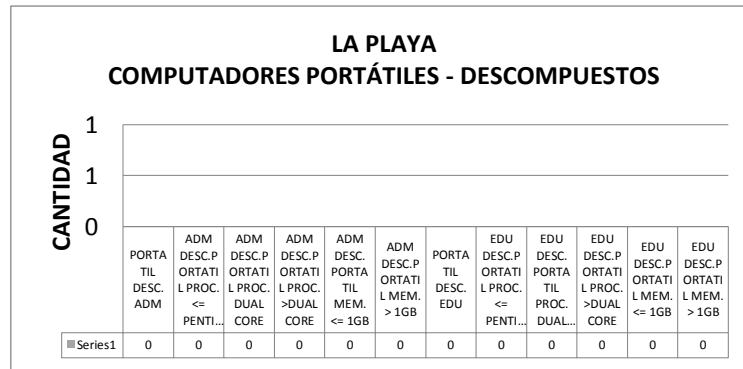 LA PLAYA
COMPUTADORES PORTÁTILES - DESCOMPUESTOS
CANTIDAD
1
1
0
PORTA
TIL
DESC.
ADM
ADM
DESC.P
ORTATI
L PROC.
<=
PENTI...
ADM
DESC.P
ORTATI
L PROC.
DUAL
CORE
ADM
DESC.P
ORTATI
L PROC.
>DUAL
CORE
ADM
DESC.
PORTA
TIL
MEM.
<= 1GB
ADM
DESC.P
ORTATI
L MEM.
> 1GB
PORTA
TIL
DESC.
EDU
EDU
DESC.P
ORTATI
L PROC.
<=
PENTI...
EDU
DESC.
PORTA
TIL
PROC.
DUAL...
EDU
DESC.P
ORTATI
L PROC.
>DUAL
CORE
EDU
DESC.P
ORTATI
L MEM.
<= 1GB
EDU
DESC.P
ORTATI
L MEM.
> 1GB
Series1 0 0 0 0 0 0 0 0 0 0 0 0